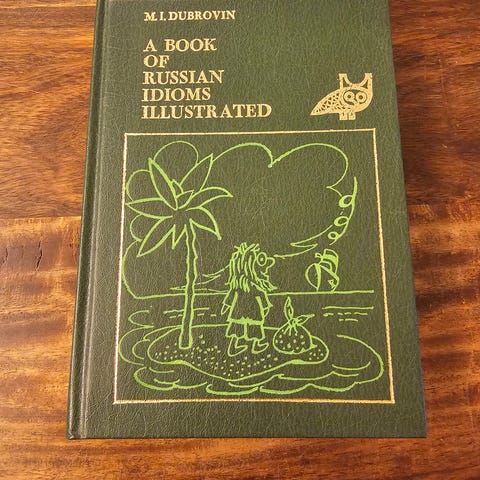 M. I. DUBROVIN
A BOOK
OF
RUSSIAN
IDIOMS
ILLUSTRATED